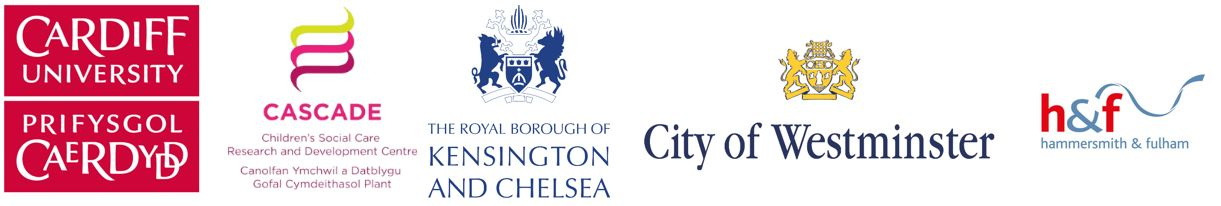 CARDIFF
UNIVERSITY
PRIFYSGOL
CAERDYDD
CASCADE
Children's Social Care
Research and Development Centre
Canolfan Ymchwil a Datblygu
Gofal Cymdeithasol Plant
THE ROYAL BOROUGH OF
KENSINGTON
AND CHELSEA
City of Westminster
h&f
hammersmith & fulham